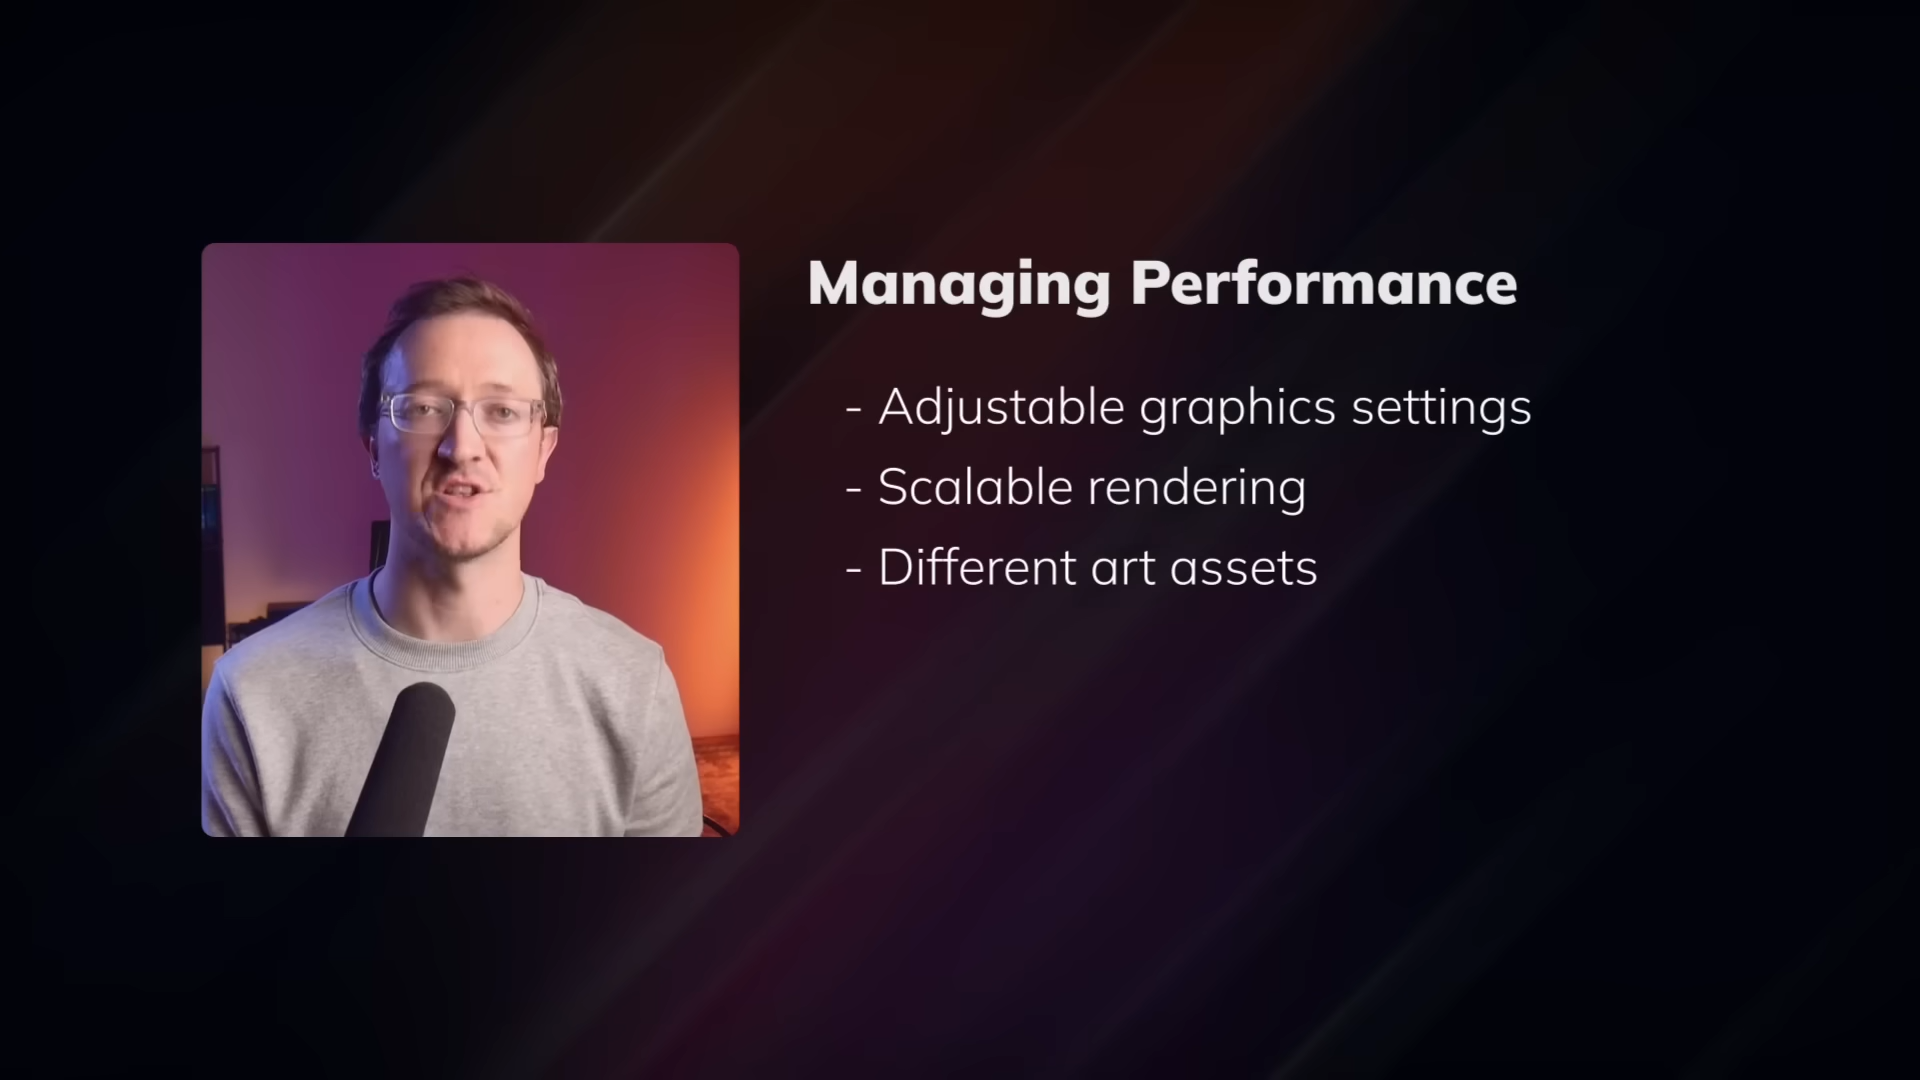 Managing Performance
- Adjustable graphics settings
- Scalable rendering
- Different art assets